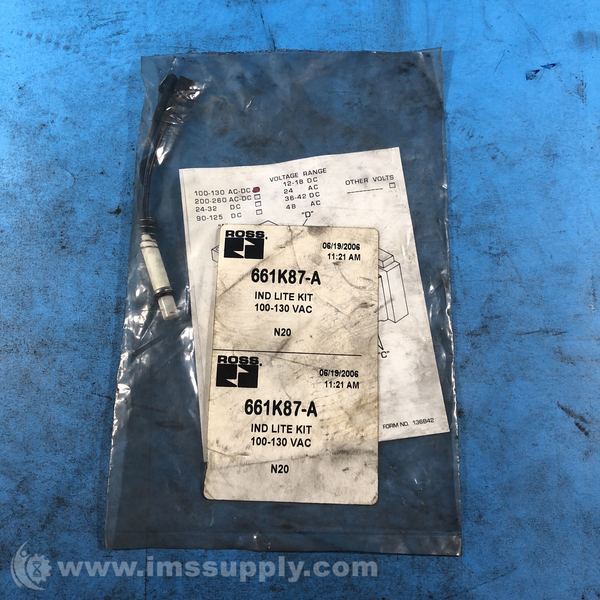 VOLTAGE RANGE
100-130 AC-DC 12-18 DC OTHER VOLTS
200-260 AC-DC 24 AC
24-32 DC 36-42 DC
90-125 DC 48 AC
"D"
ROSS.
06/19/2006
11:21 AM
661K87-A
IND LITE KIT
100-130 VAC
N20
"C"
ROSS.
06/19/2006
11:21 AM
661K87-A
IND LITE KIT
100-130 VAC
N20
FORM NO. 136842
www.imssupply.com